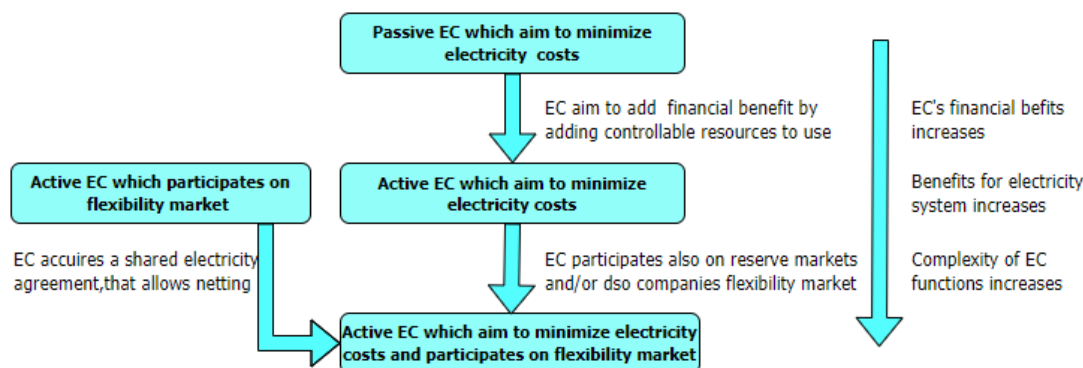 Passive EC which aim to minimize
electricity costs
EC aim to add financial benefit by
adding controllable resources to use
EC's financial befits
increases
Active EC which participates on
flexibility market
Active EC which aim to minimize
electricity costs
Benefits for electricity
system increases
EC accuires a shared electricity
agreement,that allows netting
EC participates also on reserve markets
and/or dso companies flexibility market
Complexity of EC
functions increases
Active EC which aim to minimize electricity
costs and participates on flexibility market